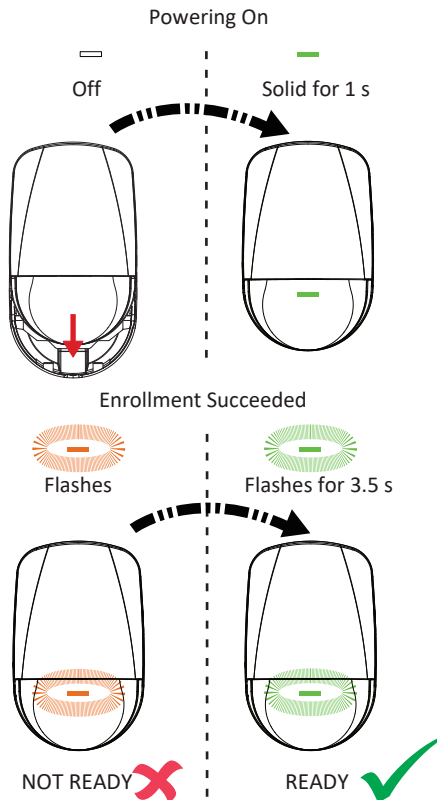 Powering On
Off
Solid for 1 s
Enrollment Succeeded
Flashes
Flashes for 3.5 s
NOT READY
READY